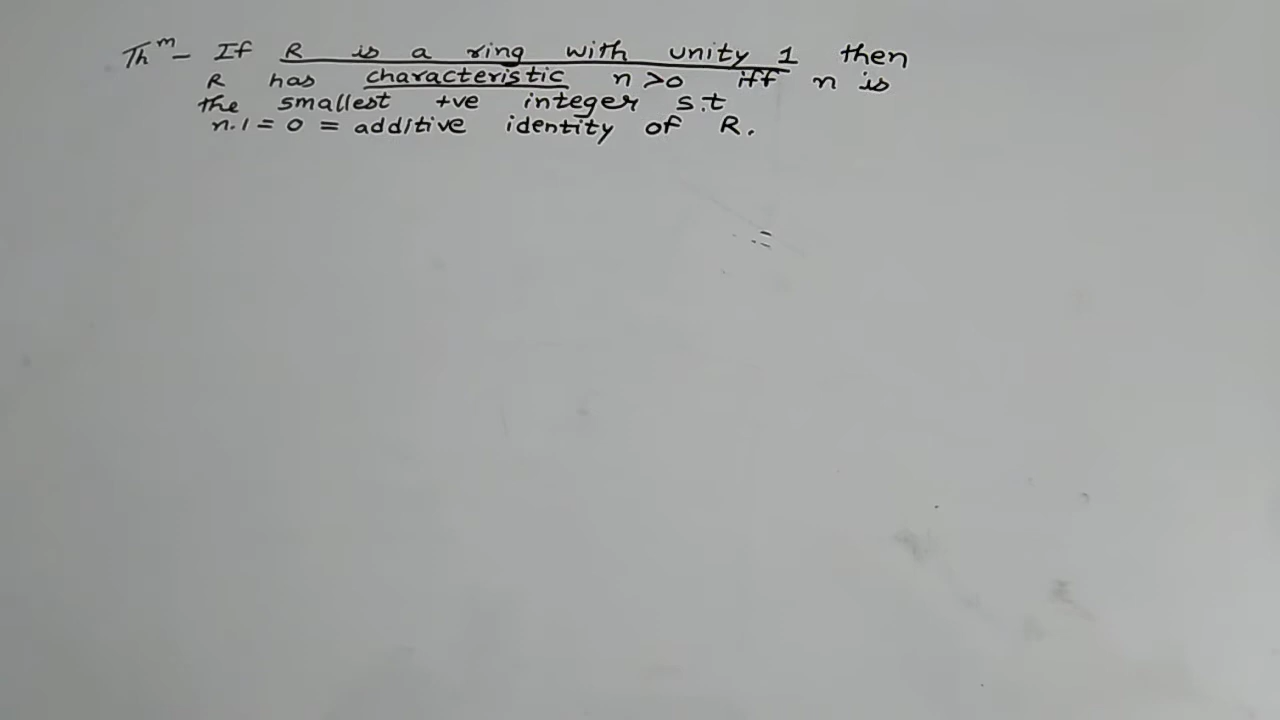 Thm - If R is a ring with unity 1 then
R has characteristic n >0 iff n is
the smallest +ve integer s.t
n.1 = 0 = additive identity of R.